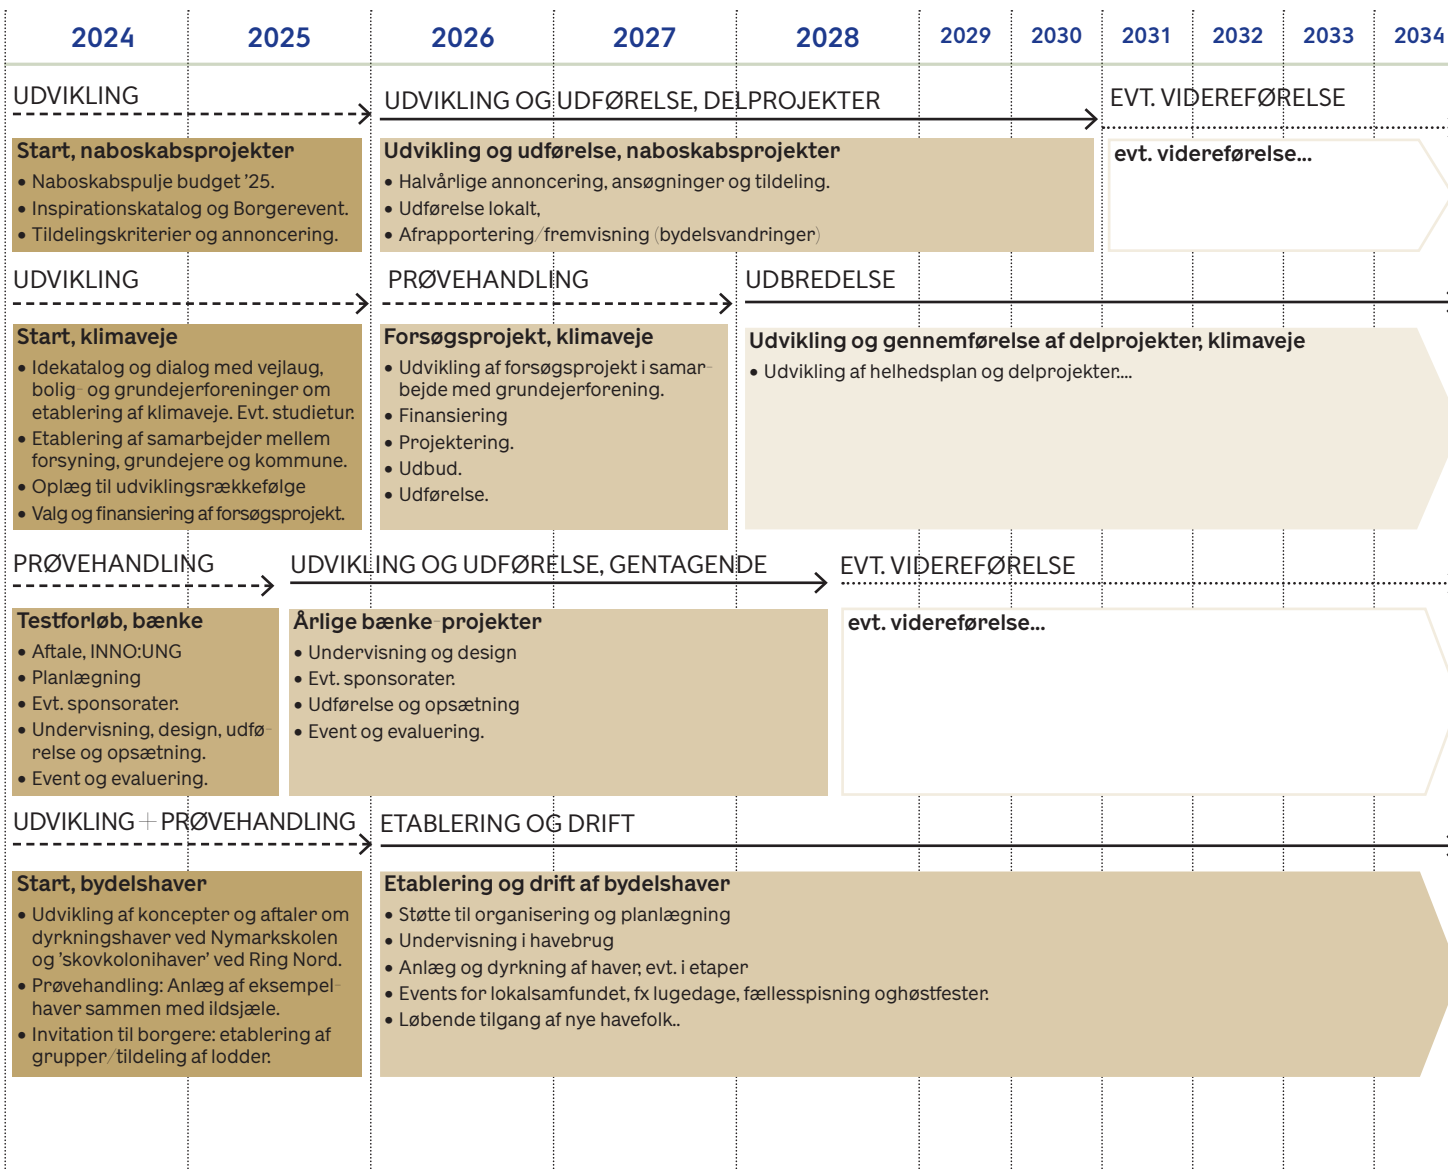 2024 2025 2026 2027 2028 2029 2030 2031 2032 2033 2034
UDVIKLING
UDVIKLING OG UDFØRELSE, DELPROJEKTER
EVT. VIDEREFØRELSE
Start, naboskabsprojekter
• Naboskabspulje budget '25.
• Inspirationskatalog og Borgerevent.
• Tildelingskriterier og annoncering.
Udvikling og udførelse, naboskabsprojekter
• Halvårlige annoncering, ansøgninger og tildeling.
• Udførelse lokalt,
• Afrapportering/fremvisning (bydelsvandringer)
evt. videreførelse...
UDVIKLING
PRØVEHANDLING
UDBREDELSE
Start, klimaveje
• Idekatalog og dialog med vejlaug,
bolig- og grundejerforeninger om
etablering af klimaveje. Evt. studietur.
• Etablering af samarbejder mellem
forsyning, grundejere og kommune.
• Oplæg til udviklingsrækkefølge
• Valg og finansiering af forsøgsprojekt.
Forsøgsprojekt, klimaveje
• Udvikling af forsøgsprojekt i samar-
bejde med grundejerforening.
• Finansiering
• Projektering.
• Udbud.
• Udførelse.
Udvikling og gennemførelse af delprojekter, klimaveje
• Udvikling af helhedsplan og delprojekter....
PRØVEHANDLING
UDVIKLING OG UDFØRELSE, GENTAGENDE
EVT. VIDEREFØRELSE
Testforløb, bænke
• Aftale, INNO:UNG
• Planlægning
• Evt. sponsorater.
• Undervisning, design, udfø-
relse og opsætning.
• Event og evaluering.
Årlige bænke-projekter
• Undervisning og design
• Evt. sponsorater.
• Udførelse og opsætning
• Event og evaluering.
evt. videreførelse...
UDVIKLING + PRØVEHANDLING
ETABLERING OG DRIFT
Start, bydelshaver
• Udvikling af koncepter og aftaler om
dyrkningshaver ved Nymarkskolen
og 'skovkolonihaver' ved Ring Nord.
• Prøvehandling: Anlæg af eksempel-
haver sammen med ildsjæle.
• Invitation til borgere: etablering af
grupper/tildeling af lodder.
Etablering og drift af bydelshaver
• Støtte til organisering og planlægning
• Undervisning i havebrug
• Anlæg og dyrkning af haver, evt. i etaper
• Events for lokalsamfundet, fx lugedage, fællesspisning oghøstfester.
• Løbende tilgang af nye havefolk..